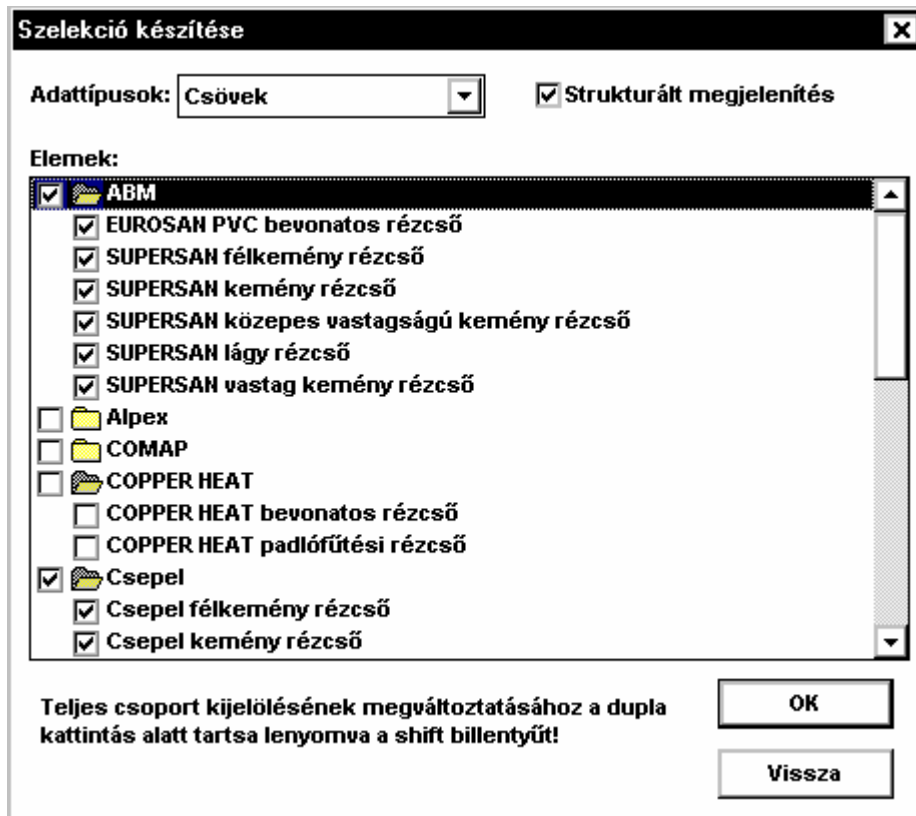 Szelekció készítése
Adattípusok: Csövek Strukturált megjelenítés
Elemek:
ABM
EUROSAN PVC bevonatos rézcső
SUPERSAN félkemény rézcső
SUPERSAN kemény rézcső
SUPERSAN közepes vastagságú kemény rézcső
SUPERSAN lágy rézcső
SUPERSAN vastag kemény rézcső
Alpex
COMAP
COPPER HEAT
COPPER HEAT bevonatos rézcső
COPPER HEAT padlófűtési rézcső
Csepel
Csepel félkemény rézcső
Csepel kemény rézcső
Teljes csoport kijelölésének megváltoztatásához a dupla
kattintás alatt tartsa lenyomva a shift billentyűt!
OK
Vissza